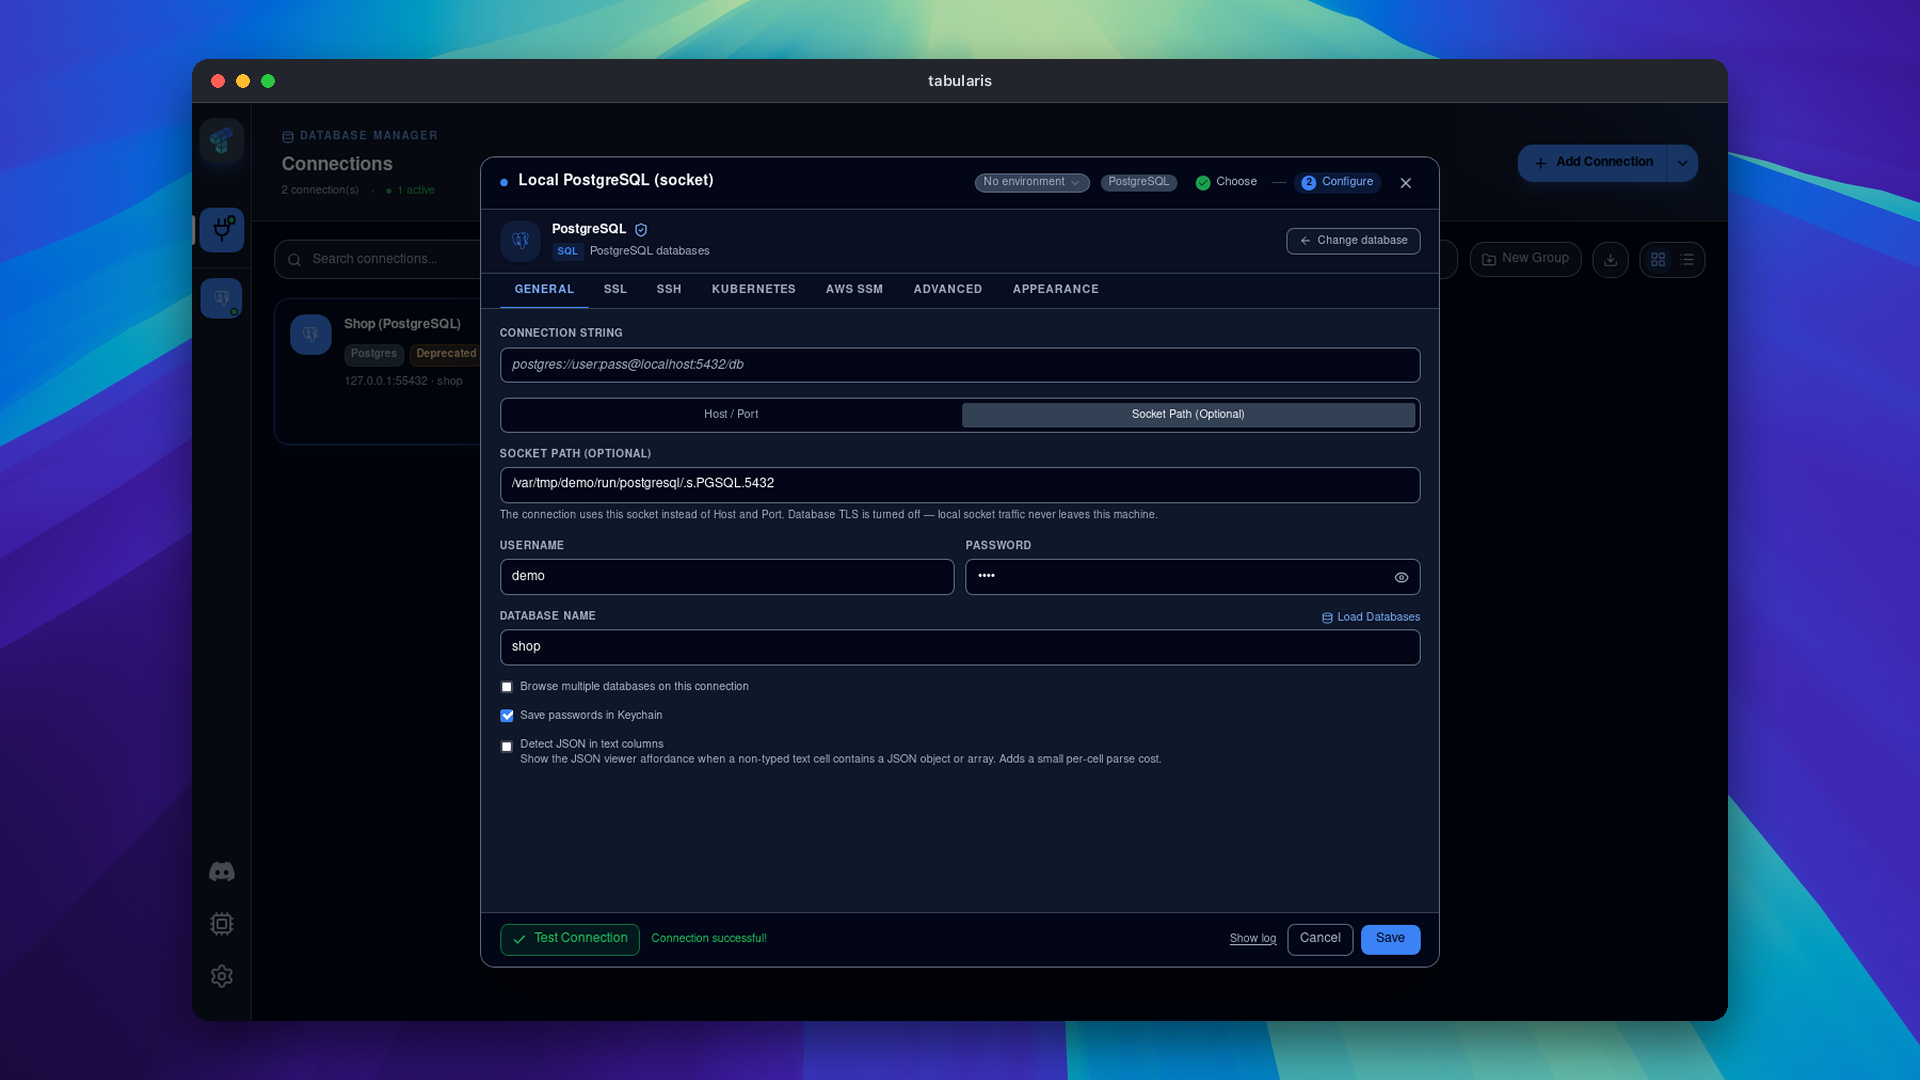 tabularis
DATABASE MANAGER
Connections
2 connection(s) · 1 active
Add Connection
Search connections...
New Group
Shop (PostgreSQL)
Postgres Deprecated
127.0.0.1:55432 · shop
Local PostgreSQL (socket)
No environment PostgreSQL Choose 2 Configure
PostgreSQL
SQL PostgreSQL databases
Change database
GENERAL SSL SSH KUBERNETES AWS SSM ADVANCED APPEARANCE
CONNECTION STRING
postgres://user:pass@localhost:5432/db
Host / Port Socket Path (Optional)
SOCKET PATH (OPTIONAL)
/var/tmp/demo/run/postgresql/.s.PGSQL.5432
The connection uses this socket instead of Host and Port. Database TLS is turned off — local socket traffic never leaves this machine.
USERNAME PASSWORD
demo ••••
DATABASE NAME Load Databases
shop
Browse multiple databases on this connection
Save passwords in Keychain
Detect JSON in text columns
Show the JSON viewer affordance when a non-typed text cell contains a JSON object or array. Adds a small per-cell parse cost.
Test Connection Connection successful! Show log Cancel Save